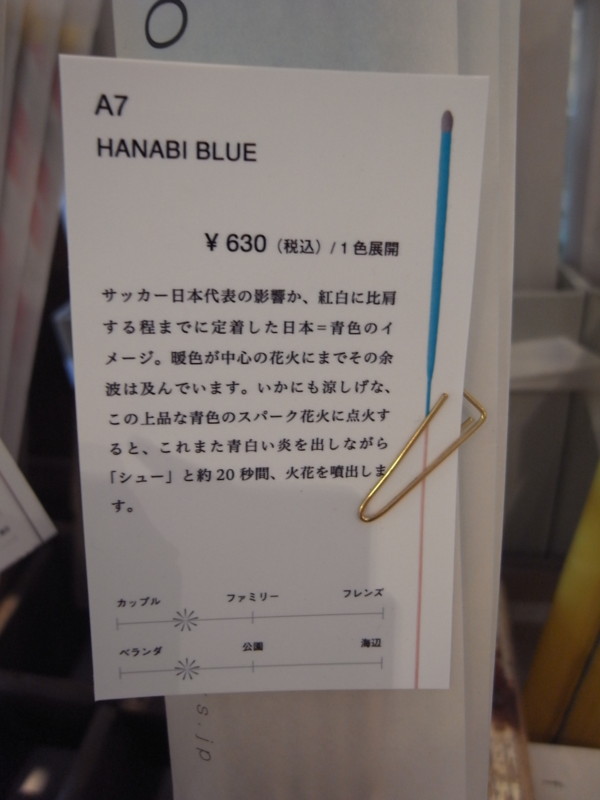 A7
HANABI BLUE
¥ 630（税込）/ 1 色展開
サッカー日本代表の影響か、紅白に比肩
する程までに定着した日本＝青色のイ
メージ。暖色が中心の花火にまでその余
波は及んでいます。いかにも涼しげな、
この上品な青色のスパーク花火に点火す
ると、これまた青白い炎を出しながら
「シュー」と約 20 秒間、火花を噴出しま
す。
カップル ファミリー フレンズ
ベランダ 公園 海辺
s.jp